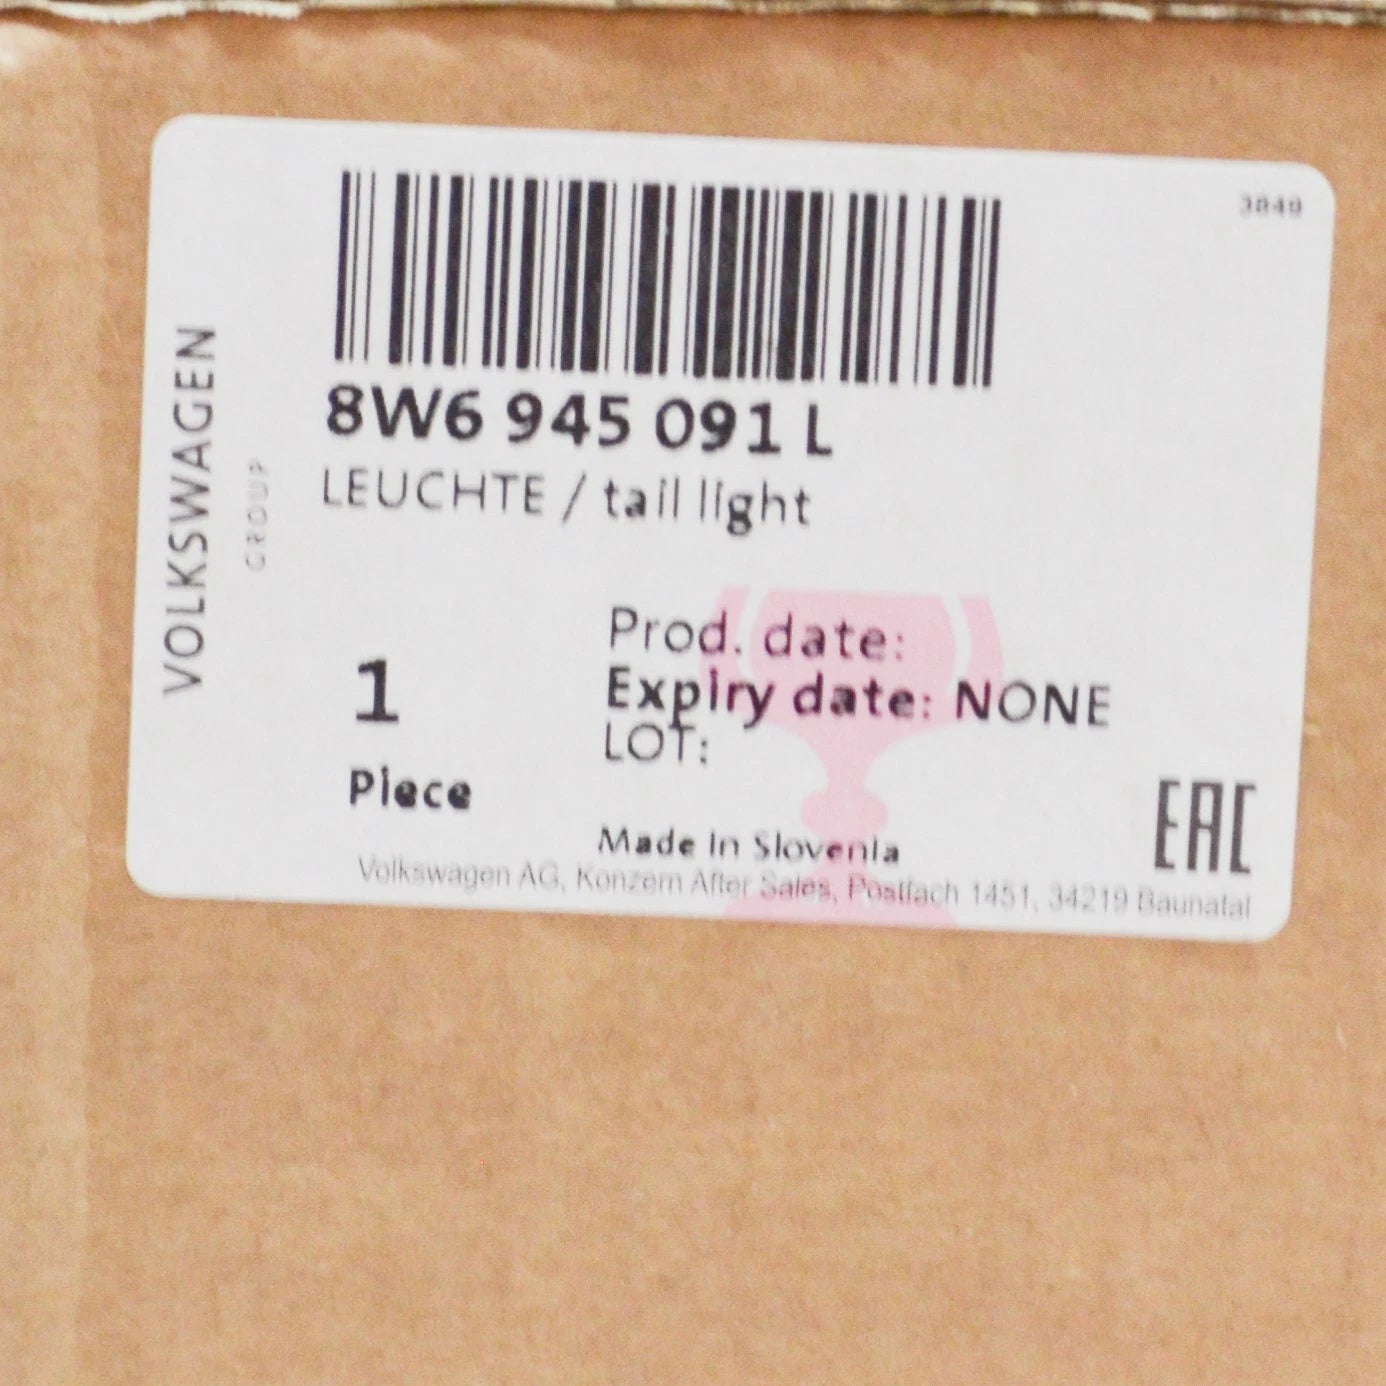 3849
8W6 945 091 L
LEUCHTE / tail light
VOLKSWAGEN
GROUP
1
Piece
Prod. date:
Expiry date: NONE
LOT:
Made in Slovenia
EAC
Volkswagen AG, Konzern After Sales, Postfach 1451, 34219 Baunatal